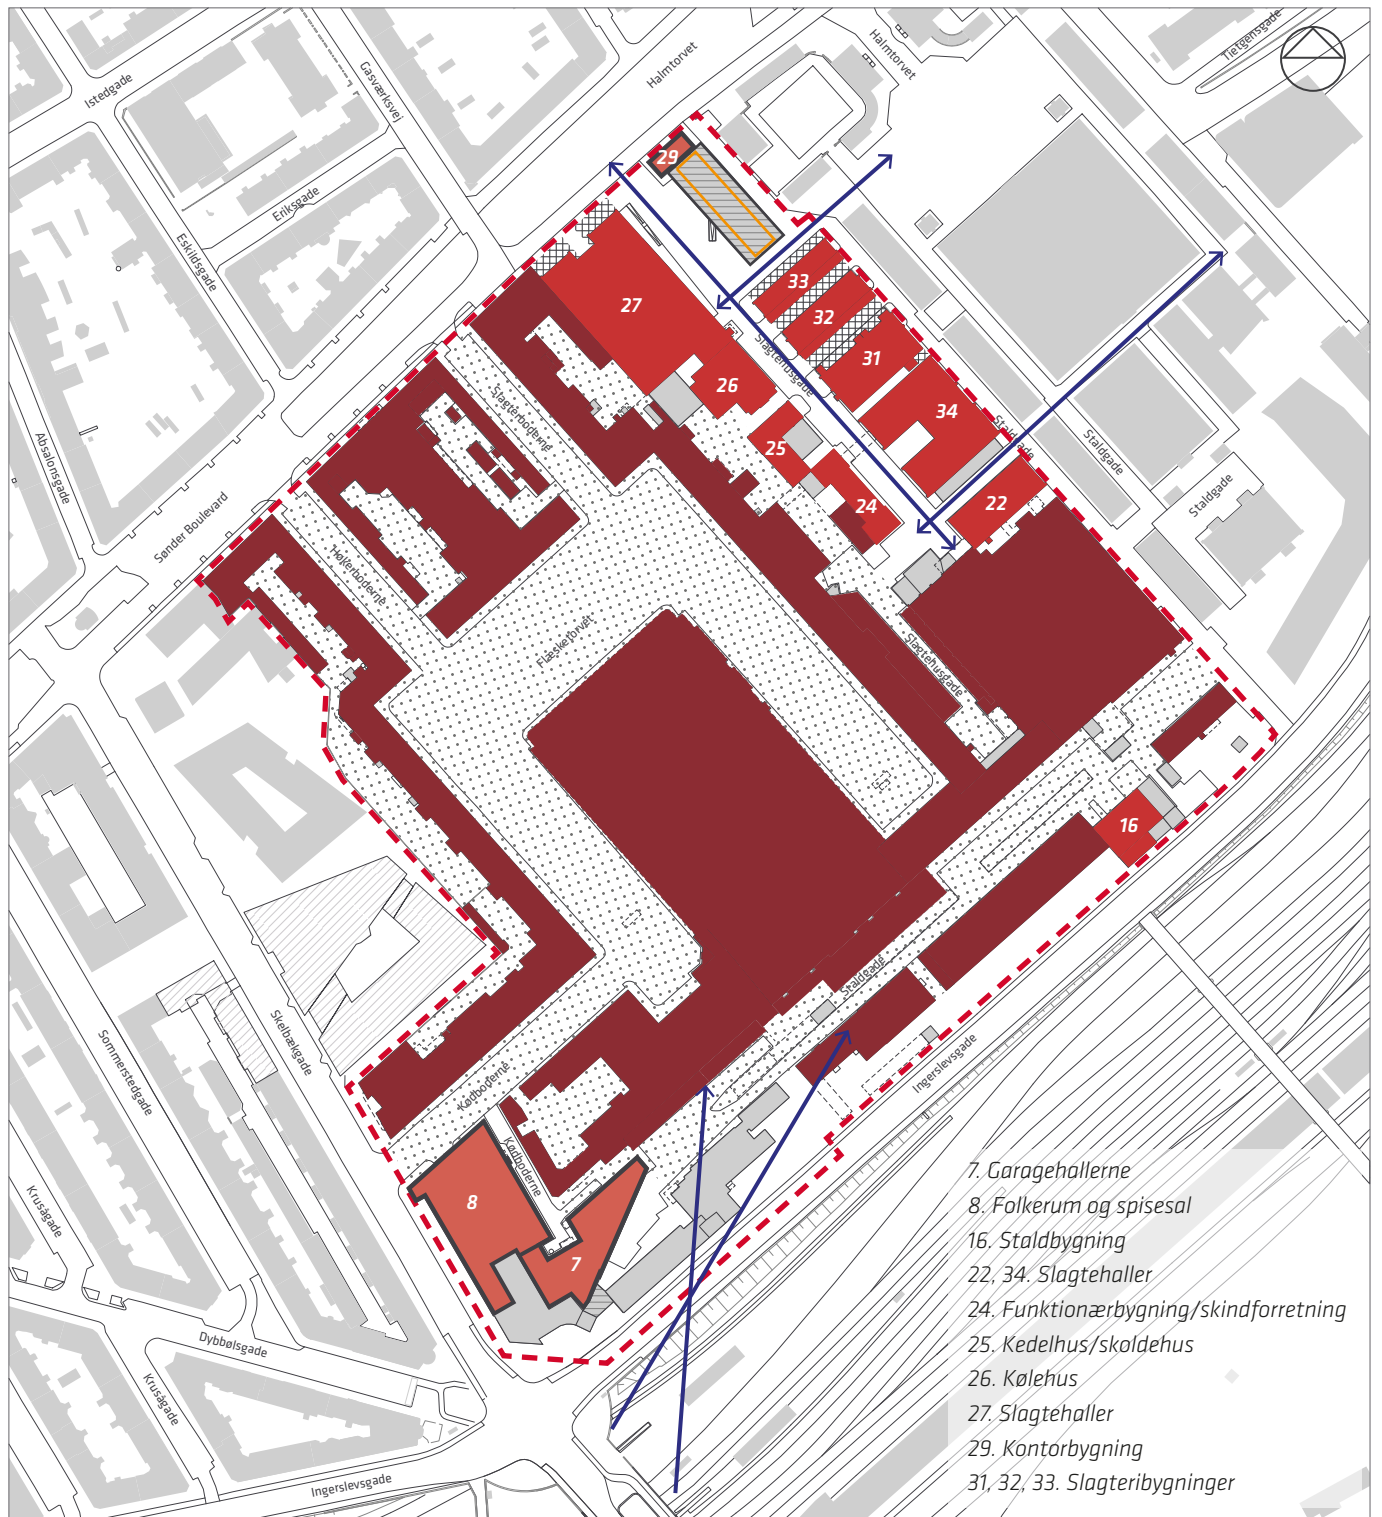 Halmtorvet
Halmtorvet
Tietgensgade
Gasværksvej
Istedgade
29
Eriksgade
Eskildsgade
33
27
32
Slagtehusgade
31
26
Slagterboderne
34
Staldgade
Staldgade
Absalonsgade
25
Staldgade
24
22
Sønder Boulevard
Høkerboderne
Flæsketorvet
Slagtehusgade
16
Staldgade
Skelbækgade
Sommerstedgade
Ingerslevsgade
Kødboderne
Kødboderne
Krusågade
8
7
Dybbølsgade
Krusågade
Ingerslevsgade
7. Garagehallerne
8. Folkerum og spisesal
16. Staldbygning
22, 34. Slagtehaller
24. Funktionærbygning/skindforretning
25. Kedelhus/skoldehus
26. Kølehus
27. Slagtehaller
29. Kontorbygning
31, 32, 33. Slagteribygninger